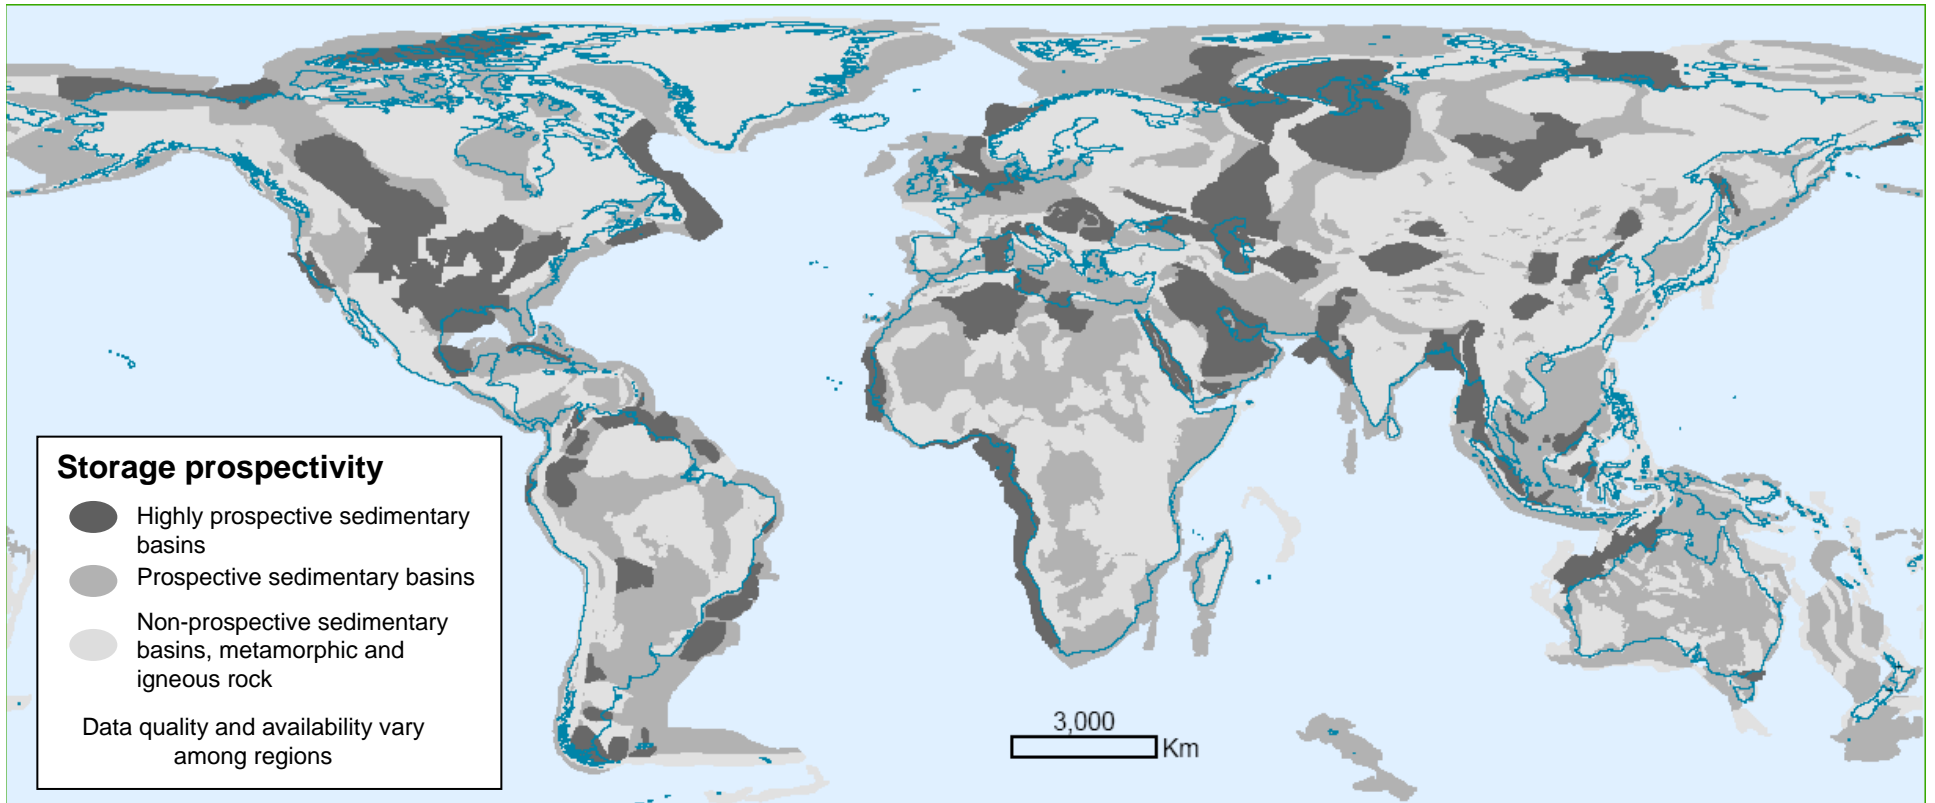 Storage prospectivity
Highly prospective sedimentary
basins
Prospective sedimentary basins
Non-prospective sedimentary
basins, metamorphic and
igneous rock
Data quality and availability vary
among regions
3,000
Km